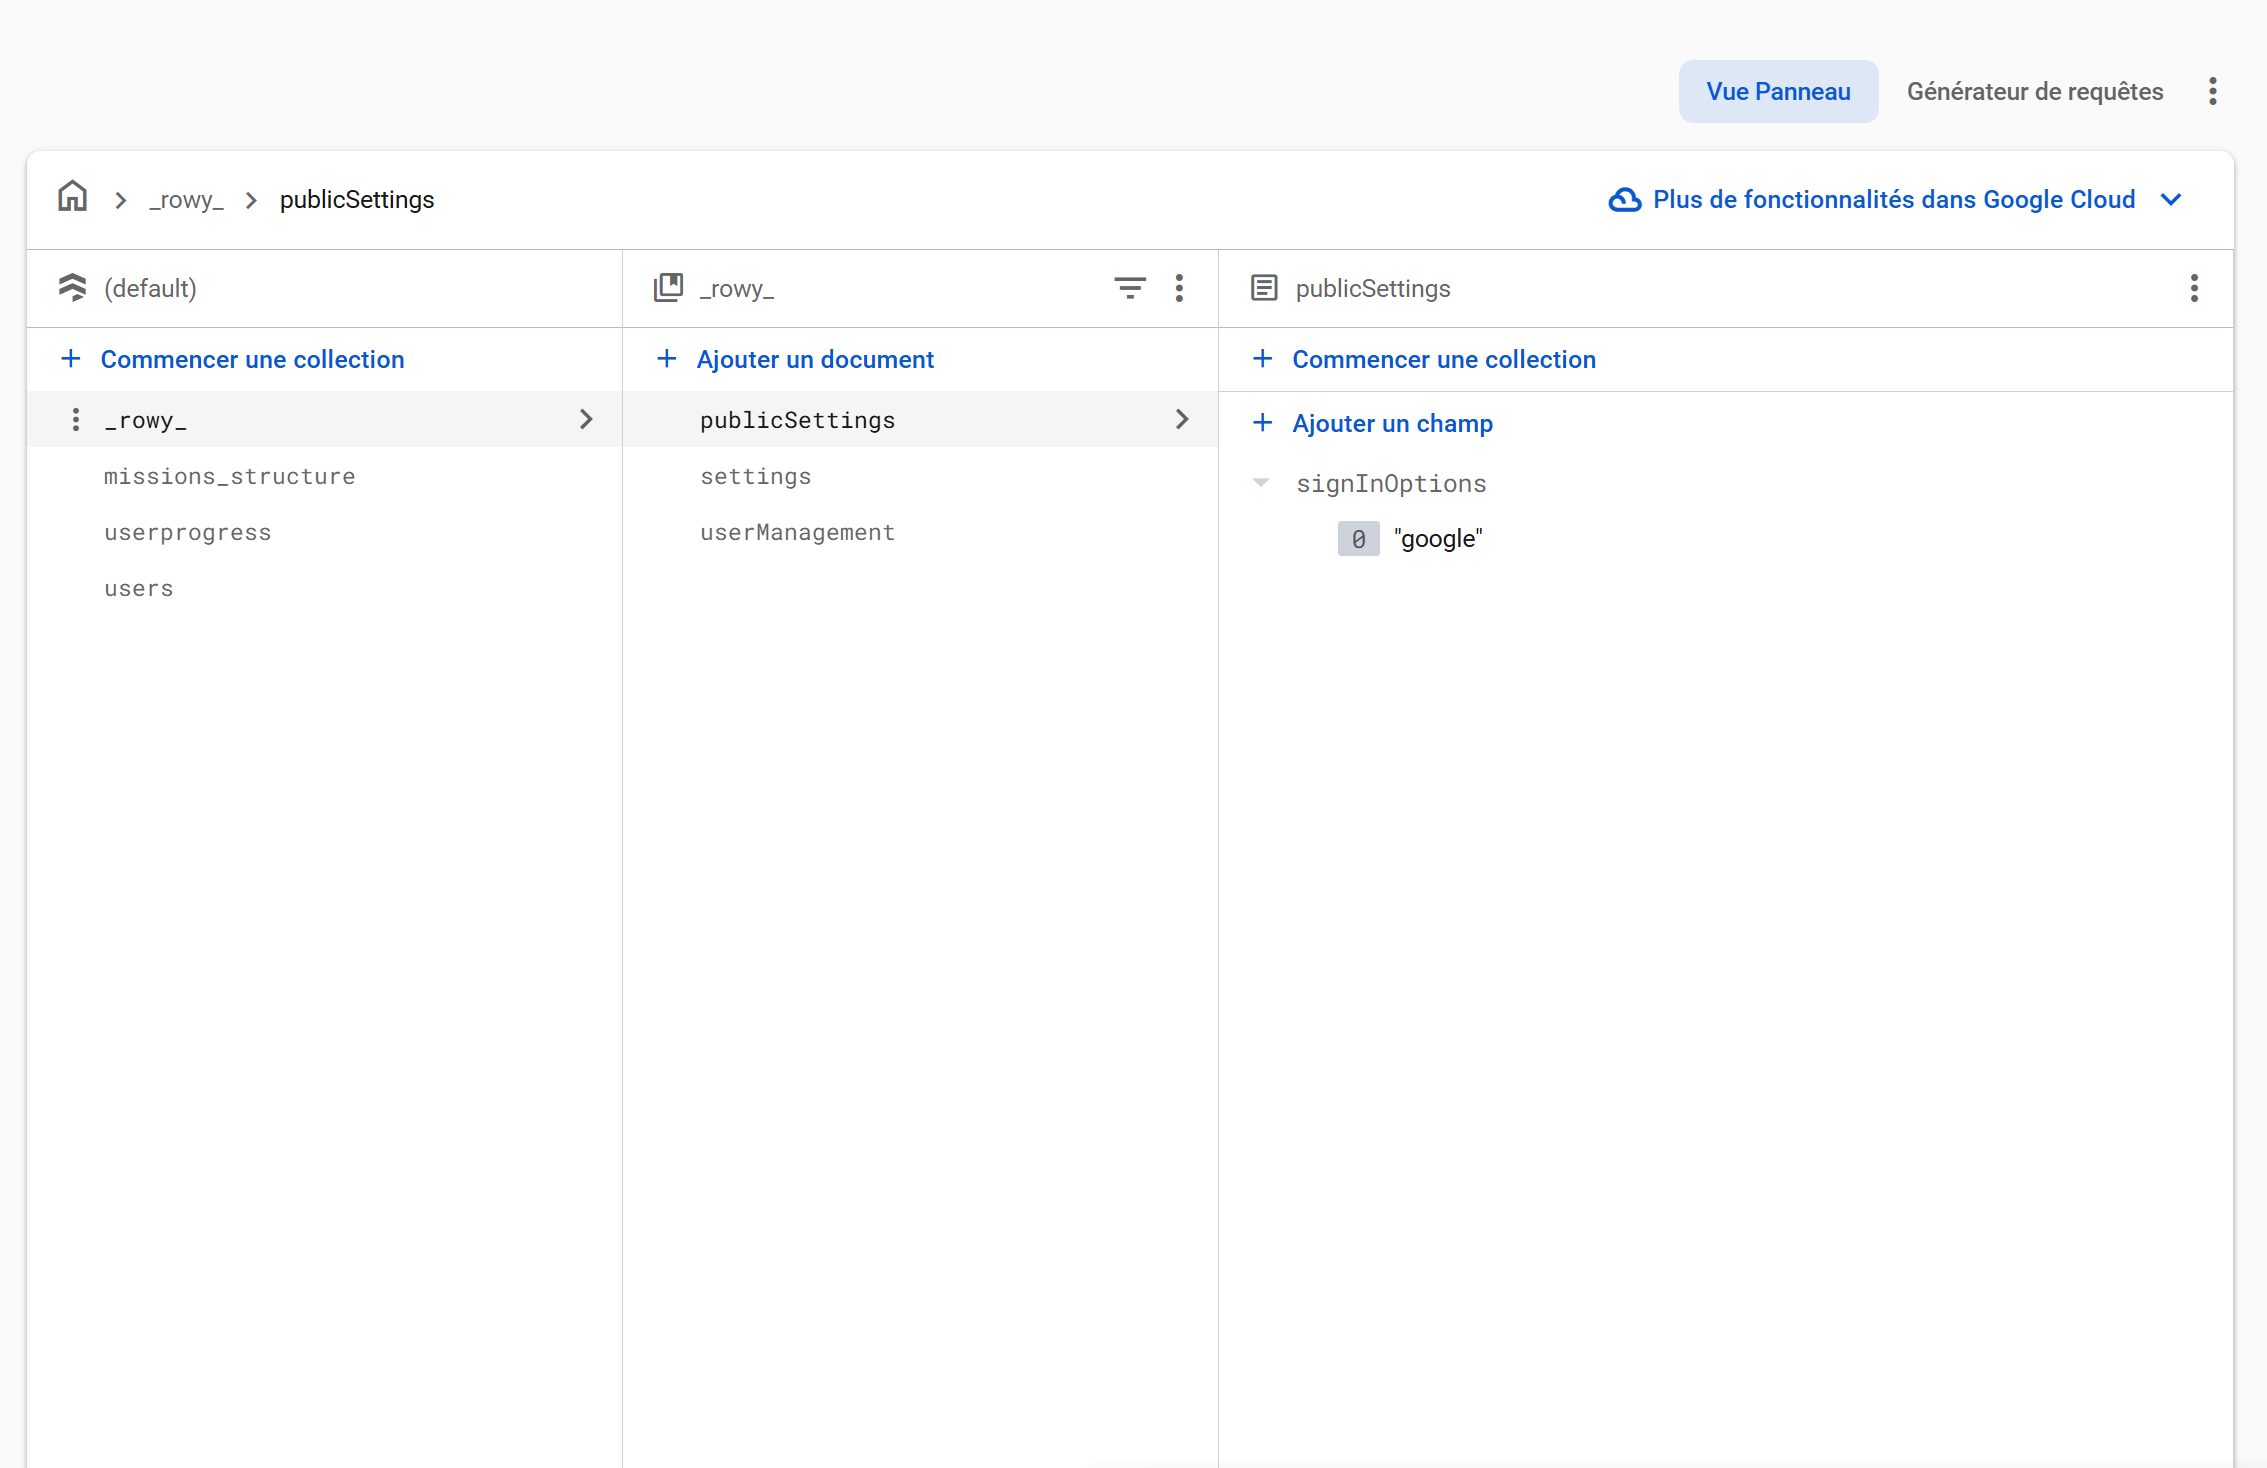 Vue Panneau
Générateur de requêtes
_rowy_
publicSettings
Plus de fonctionnalités dans Google Cloud
(default)
_rowy_
publicSettings
+ Commencer une collection
+ Ajouter un document
+ Commencer une collection
_rowy_
publicSettings
+ Ajouter un champ
missions_structure
settings
signInOptions
userprogress
userManagement
0 "google"
users